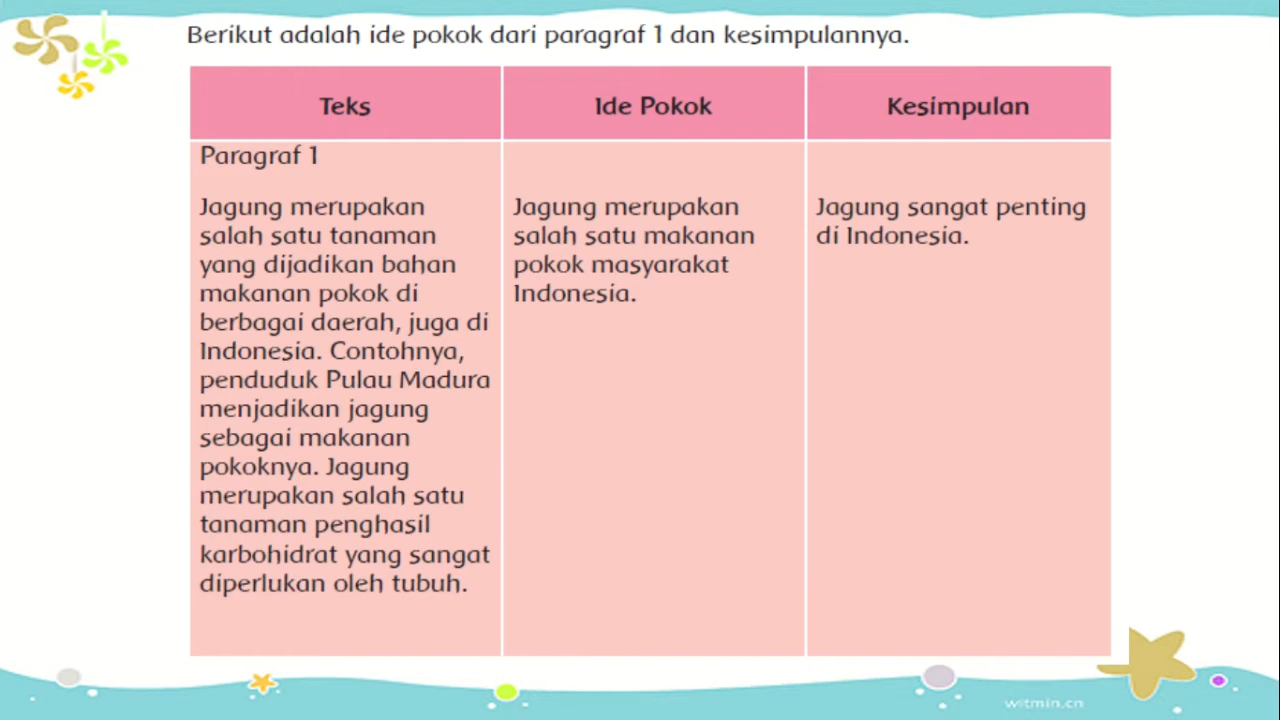 Berikut adalah ide pokok dari paragraf 1 dan kesimpulannya.
Teks
Ide Pokok
Kesimpulan
Paragraf 1
Jagung merupakan
salah satu tanaman
yang dijadikan bahan
makanan pokok di
berbagai daerah, juga di
Indonesia. Contohnya,
penduduk Pulau Madura
menjadikan jagung
sebagai makanan
pokoknya. Jagung
merupakan salah satu
tanaman penghasil
karbohidrat yang sangat
diperlukan oleh tubuh.
Jagung merupakan
salah satu makanan
pokok masyarakat
Indonesia.
Jagung sangat penting
di Indonesia.
witmin.cn